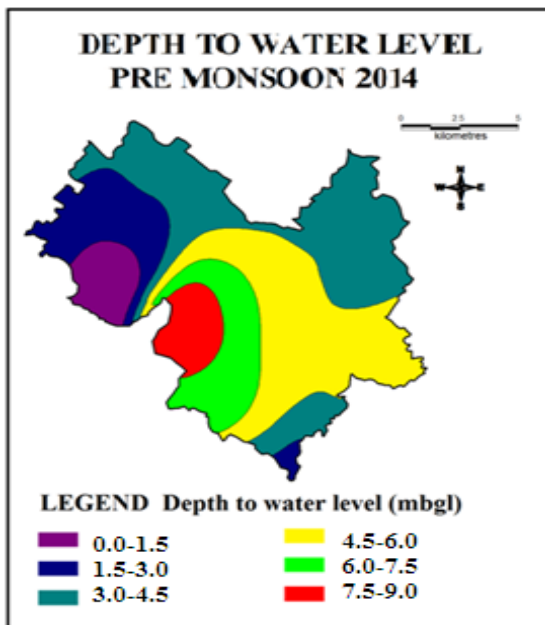 DEPTH TO WATER LEVEL
PRE MONSOON 2014
0 2.5 5
kilometres
N
W E
S
LEGEND Depth to water level (mbgl)
0.0-1.5
1.5-3.0
3.0-4.5
4.5-6.0
6.0-7.5
7.5-9.0